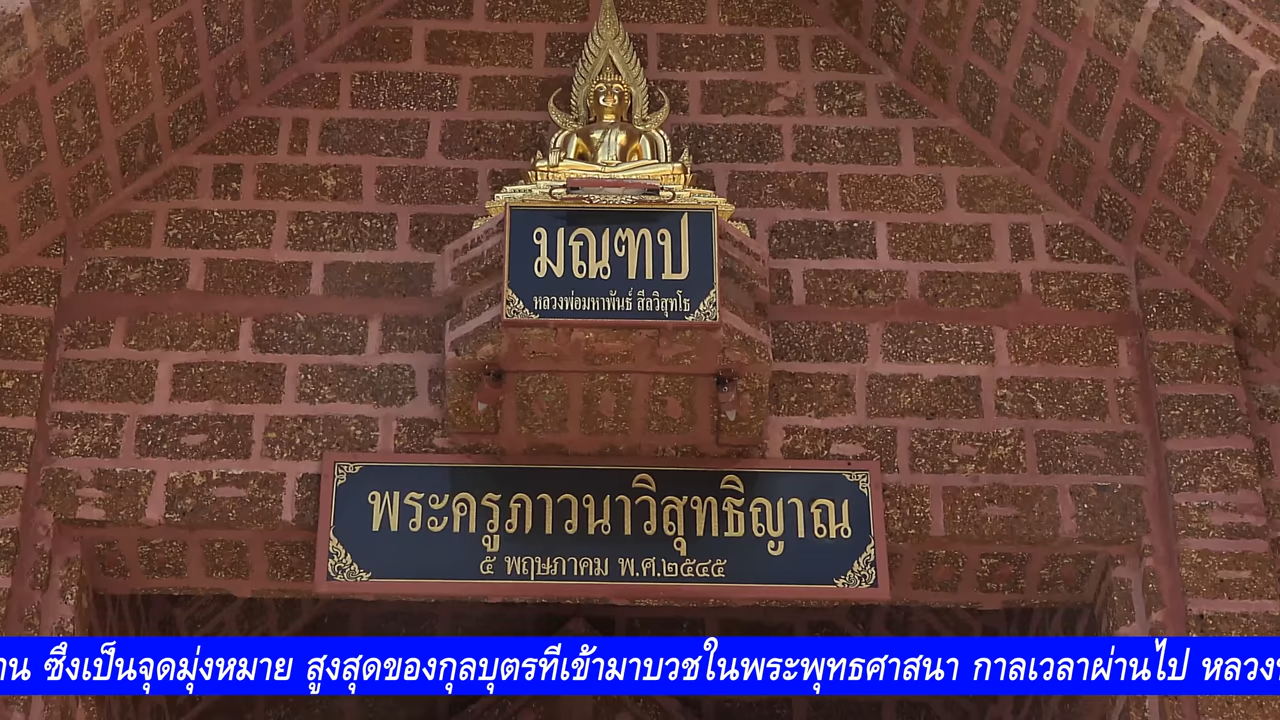 มณฑป
หลวงพ่อมหาพันธ์ สีลวิสุทโธ
พระครูภาวนาวิสุทธิญาณ
๕ พฤษภาคม พ.ศ.๒๕๔๕
ซึ่งเป็นจุดมุ่งหมาย สูงสุดของกุลบุตรที่เข้ามาบวชในพระพุทธศาสนา กาลเวลาผ่านไป หลวง